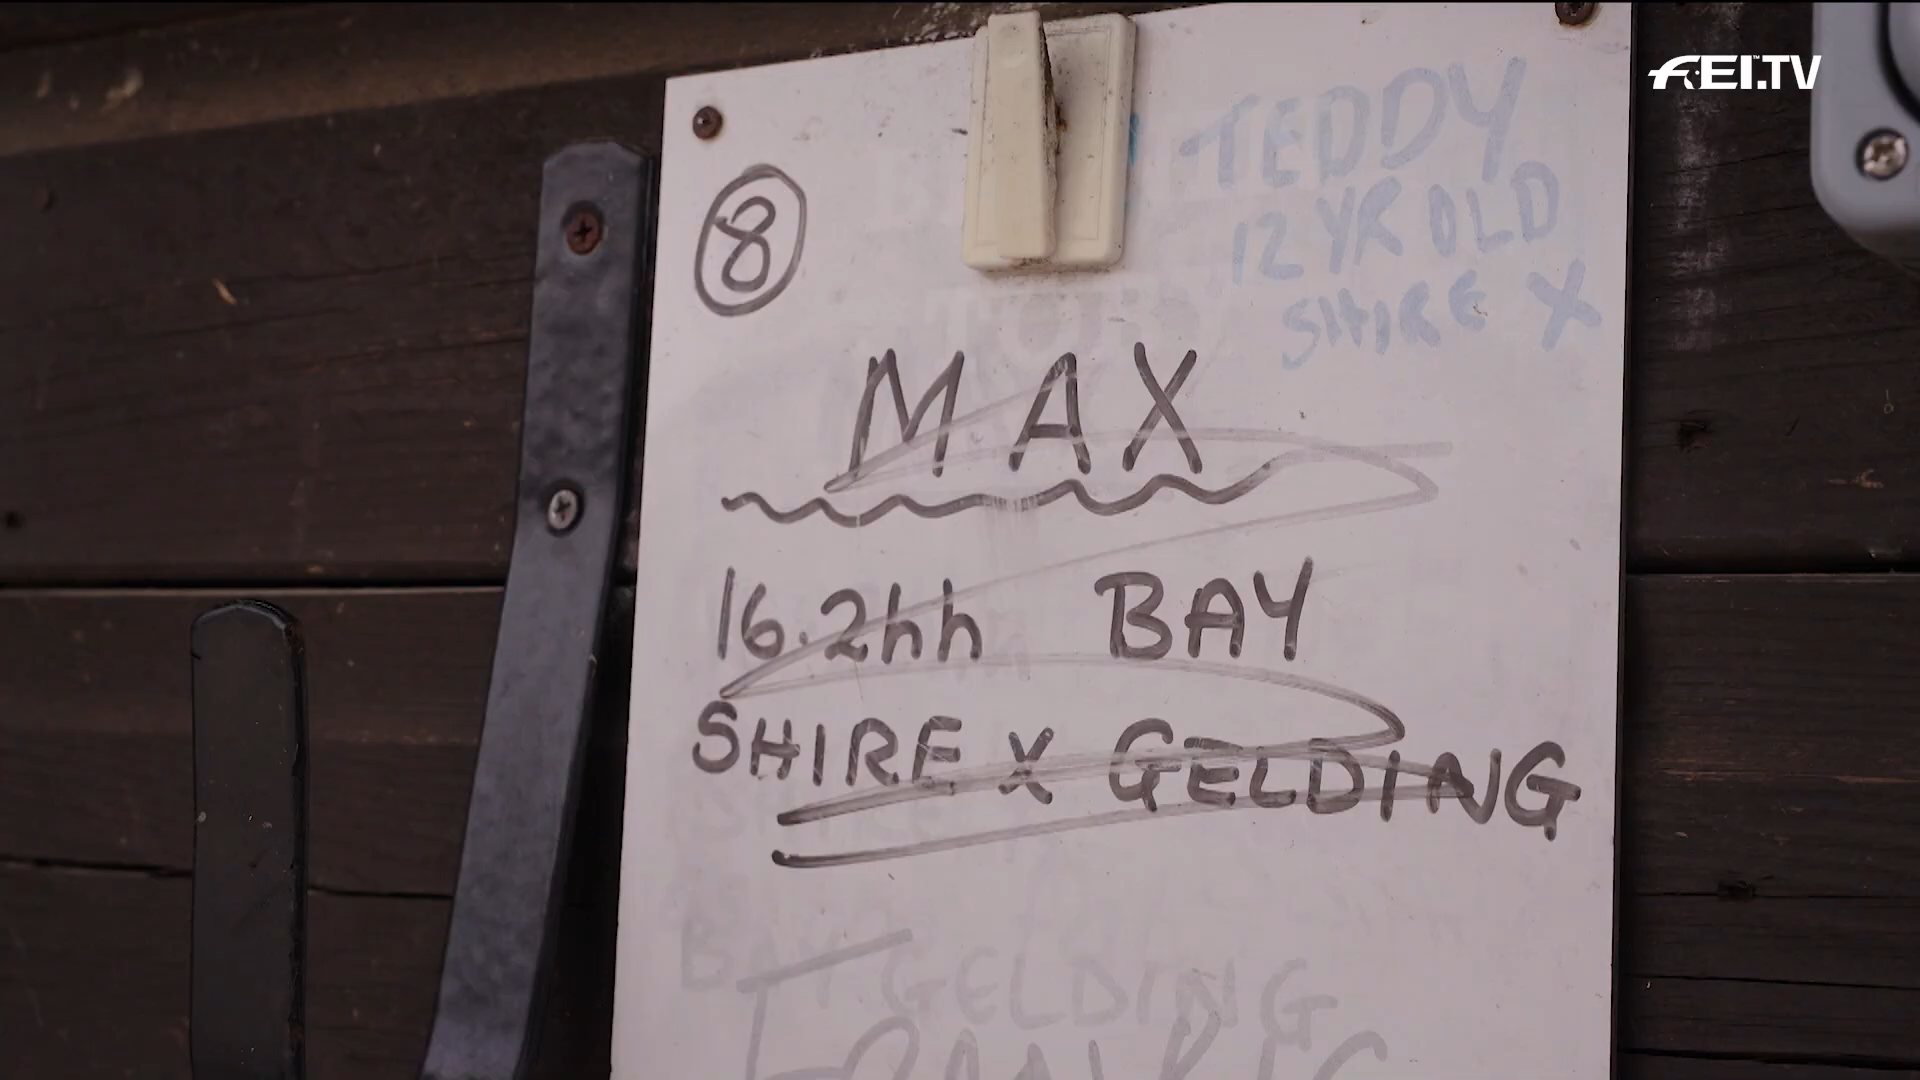 FEI.TV
TEDDY
12 YR OLD
SHIRE X
8
MAX
16.2hh BAY
SHIRE X GELDING
BAY GELDING